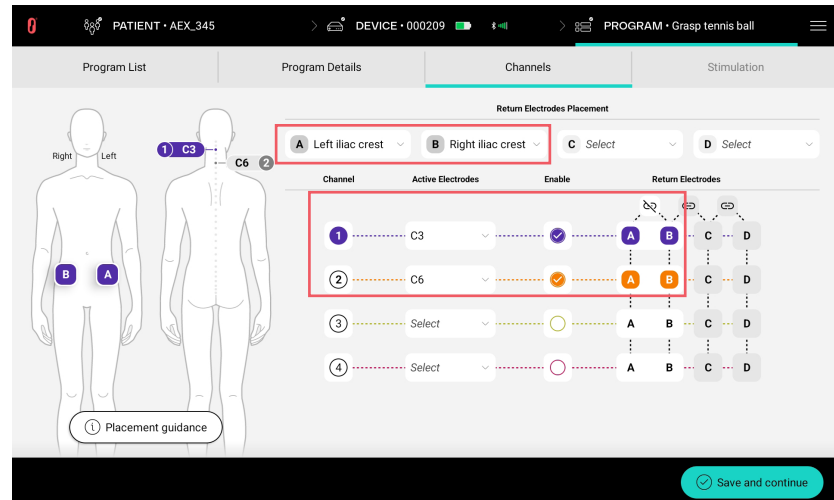 PATIENT • AEX_345 DEVICE • 000209 PROGRAM • Grasp tennis ball
Program List Program Details Channels Stimulation
Return Electrodes Placement
A Left iliac crest B Right iliac crest C Select D Select
Right Left
1 C3
C6 2
Channel Active Electrodes Enable Return Electrodes
1 C3 A B C D
2 C6 A B C D
3 Select A B C D
4 Select A B C D
B A
i Placement guidance
Save and continue